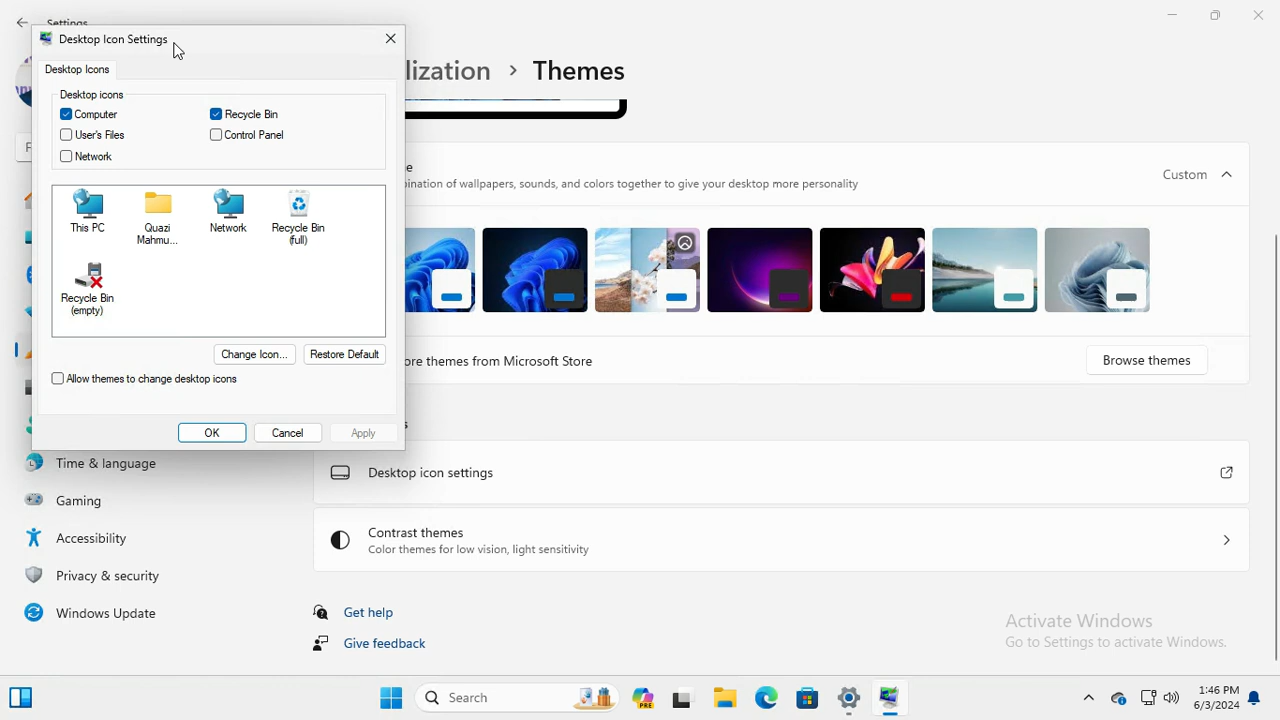 Settings
Desktop Icon Settings
lization > Themes
Desktop Icons
Desktop icons
Computer
Recycle Bin
User's Files
Control Panel
Network
This PC
Quazi
Mahmu...
Network
Recycle Bin
(full)
Recycle Bin
(empty)
Change Icon...
Restore Default
Allow themes to change desktop icons
OK
Cancel
Apply
bination of wallpapers, sounds, and colors together to give your desktop more personality
Custom
ore themes from Microsoft Store
Browse themes
Desktop icon settings
Contrast themes
Color themes for low vision, light sensitivity
Time & language
Gaming
Accessibility
Privacy & security
Windows Update
Get help
Give feedback
Activate Windows
Go to Settings to activate Windows.
Search
PRE
1:46 PM
6/3/2024